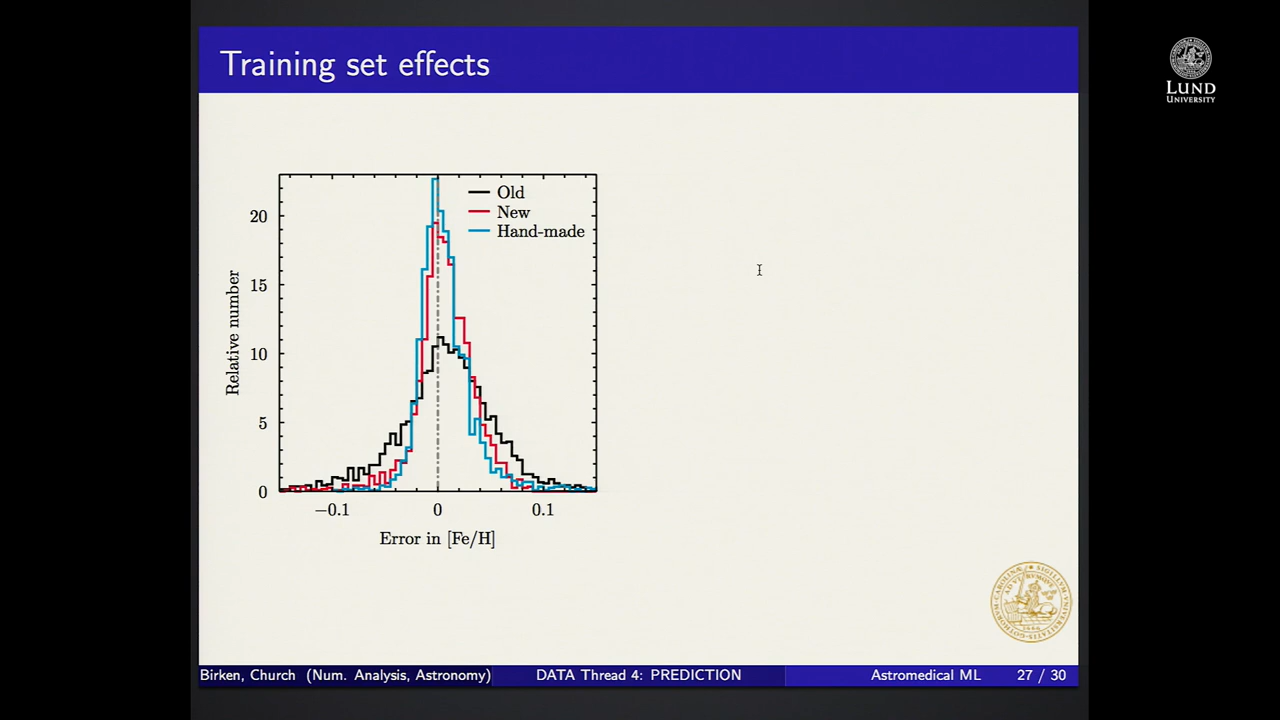 Training set effects
LUND
UNIVERSITY
Old
New
Hand-made
20
15
10
5
0
Relative number
−0.1
0
0.1
Error in [Fe/H]
Birken, Church (Num. Analysis, Astronomy)
DATA Thread 4: PREDICTION
Astromedical ML
27 / 30